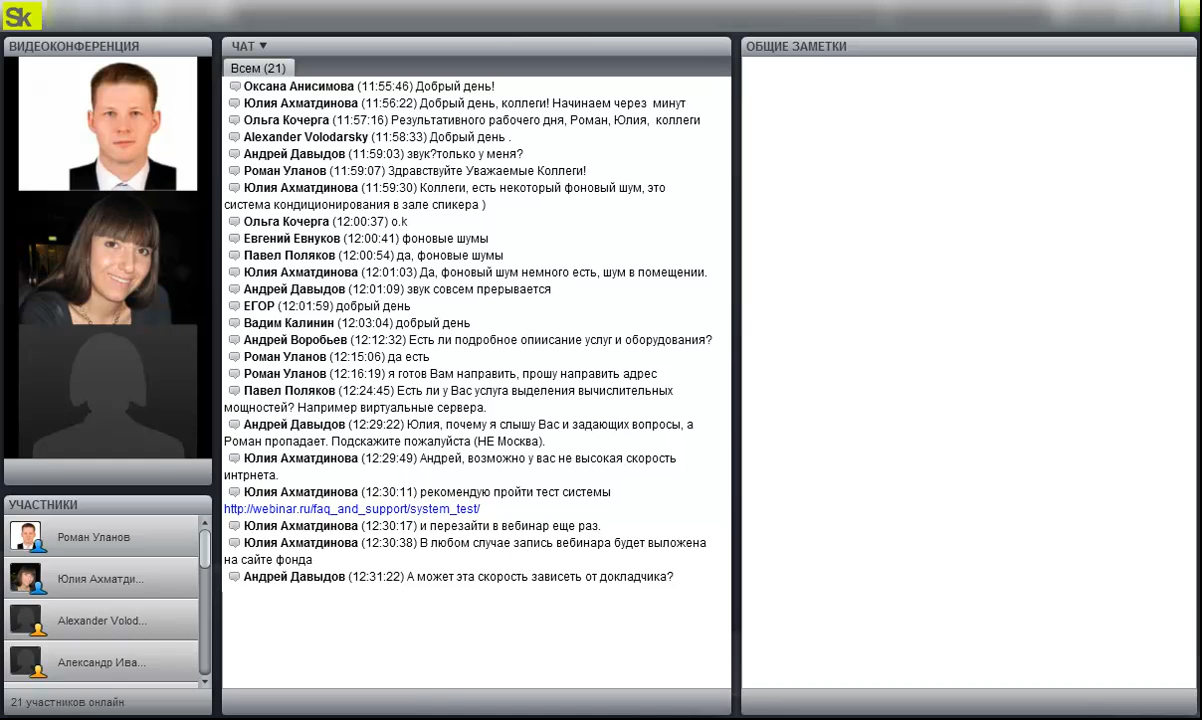 Sk
ВИДЕОКОНФЕРЕНЦИЯ
ЧАТ
Всем (21)
Оксана Анисимова (11:55:46) Добрый день!
Юлия Ахматдинова (11:56:22) Добрый день, коллеги! Начинаем через минут
Ольга Кочерга (11:57:16) Результативного рабочего дня, Роман, Юлия, коллеги
Alexander Volodarsky (11:58:33) Добрый день .
Андрей Давыдов (11:59:03) звук?только у меня?
Роман Уланов (11:59:07) Здравствуйте Уважаемые Коллеги!
Юлия Ахматдинова (11:59:30) Коллеги, есть некоторый фоновый шум, это
система кондиционирования в зале спикера )
Ольга Кочерга (12:00:37) o.k
Евгений Евнуков (12:00:41) фоновые шумы
Павел Поляков (12:00:54) да, фоновые шумы
Юлия Ахматдинова (12:01:03) Да, фоновый шум немного есть, шум в помещении.
Андрей Давыдов (12:01:09) звук совсем прерывается
ЕГОР (12:01:59) добрый день
Вадим Калинин (12:03:04) добрый день
Андрей Воробьев (12:12:32) Есть ли подробное опиисание услуг и оборудования?
Роман Уланов (12:15:06) да есть
Роман Уланов (12:16:19) я готов Вам направить, прошу направить адрес
Павел Поляков (12:24:45) Есть ли у Вас услуга выделения вычислительных
мощностей? Например виртуальные сервера.
Андрей Давыдов (12:29:22) Юлия, почему я слышу Вас и задающих вопросы, а
Роман пропадает. Подскажите пожалуйста (НЕ Москва).
Юлия Ахматдинова (12:29:49) Андрей, возможно у вас не высокая скорость
интрнета.
Юлия Ахматдинова (12:30:11) рекомендую пройти тест системы
http://webinar.ru/faq_and_support/system_test/
Юлия Ахматдинова (12:30:17) и перезайти в вебинар еще раз.
Юлия Ахматдинова (12:30:38) В любом случае запись вебинара будет выложена
на сайте фонда
Андрей Давыдов (12:31:22) А может эта скорость зависеть от докладчика?
ОБЩИЕ ЗАМЕТКИ
УЧАСТНИКИ
Роман Уланов
Юлия Ахматди...
Alexander Volod...
Александр Ива...
21 участников онлайн